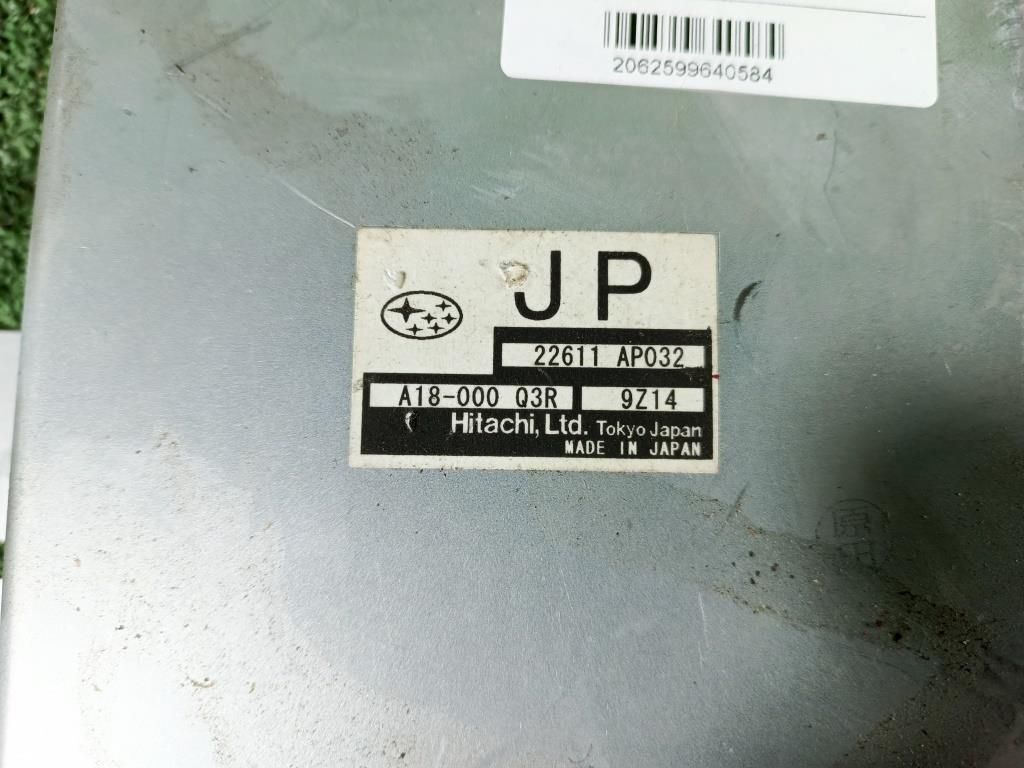 2062599640584
JP
22611 AP032
A18-000 Q3R 9Z14
Hitachi, Ltd. Tokyo Japan
MADE IN JAPAN